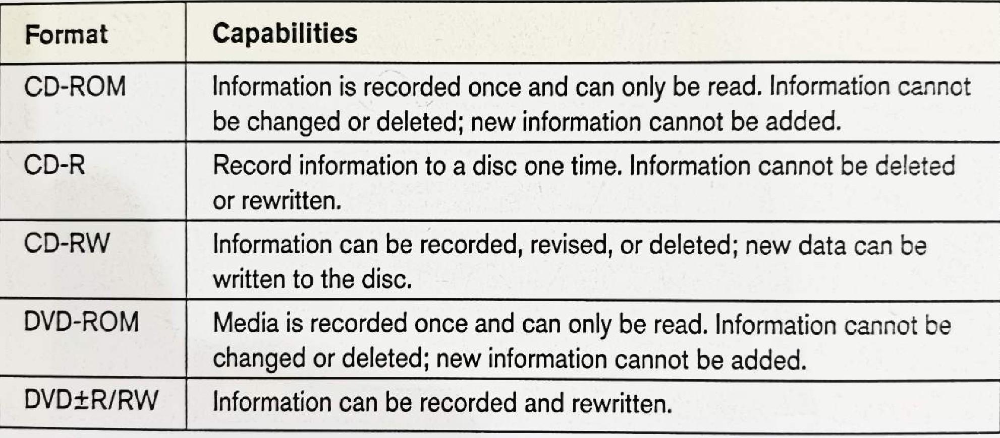 Format
Capabilities
CD-ROM
Information is recorded once and can only be read. Information cannot
be changed or deleted; new information cannot be added.
CD-R
Record information to a disc one time. Information cannot be deleted
or rewritten.
CD-RW
Information can be recorded, revised, or deleted; new data can be
written to the disc.
DVD-ROM
Media is recorded once and can only be read. Information cannot be
changed or deleted; new information cannot be added.
DVD±R/RW
Information can be recorded and rewritten.